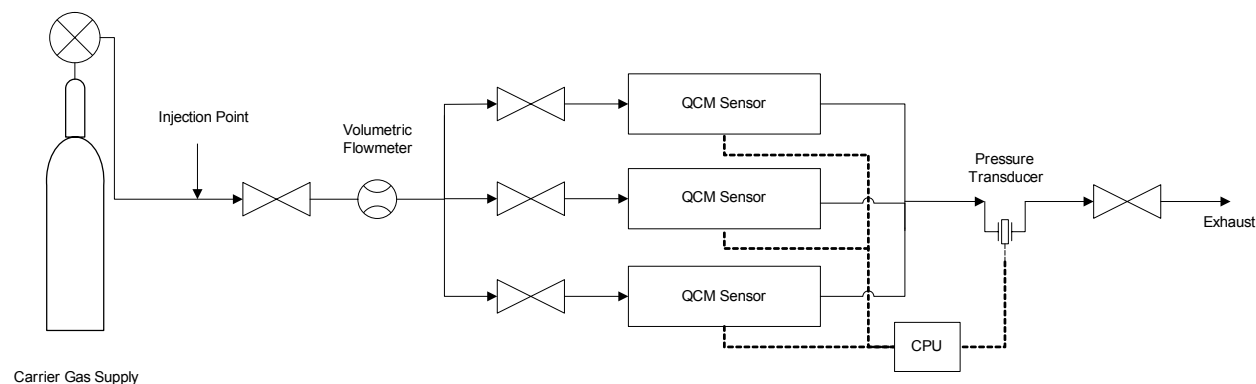 Injection Point
Volumetric
Flowmeter
QCM Sensor
QCM Sensor
QCM Sensor
Pressure
Transducer
Exhaust
CPU
Carrier Gas Supply